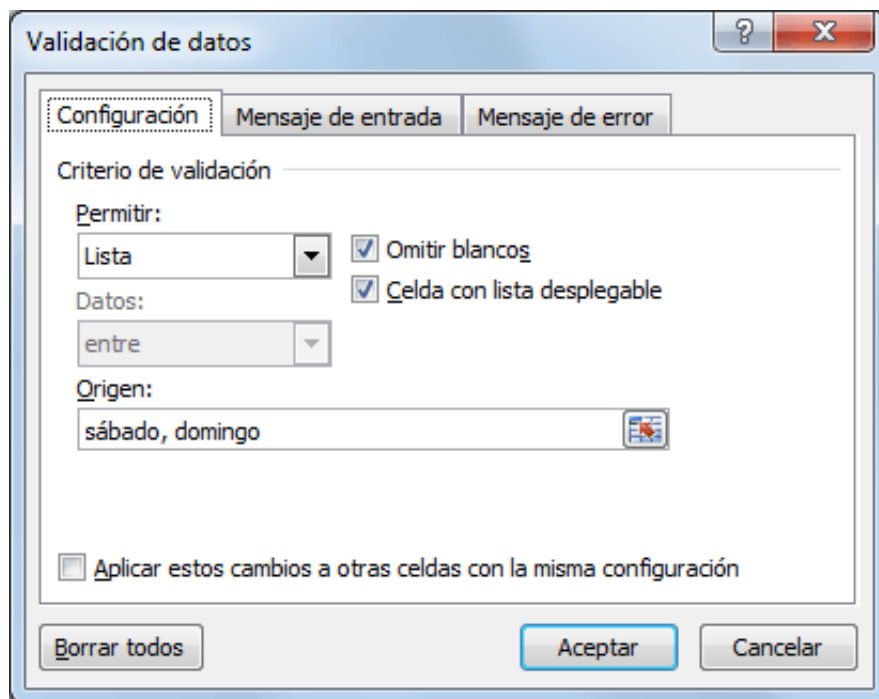 Validación de datos
Configuración
Mensaje de entrada
Mensaje de error
Criterio de validación
Permitir:
Lista
Omitir blancos
Celda con lista desplegable
Datos:
entre
Origen:
sábado, domingo
Aplicar estos cambios a otras celdas con la misma configuración
Borrar todos
Aceptar
Cancelar